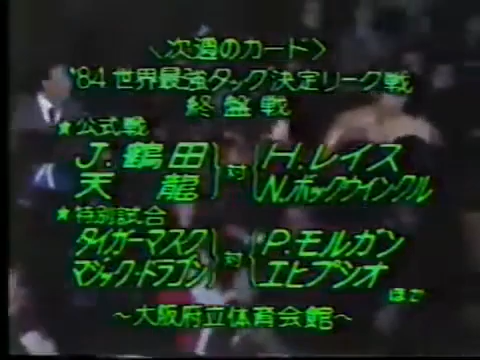 ＼次週のカード＞
'84世界最強タッグ決定リーグ戦
終盤戦
★公式戦
J.鶴田 天龍 対 H.レイス N.ボックウインクル
★特別試合
タイガーマスク マジック・ドラゴン 対 P.モルガン エヒプシオ
ほか
～大阪府立体育会館～